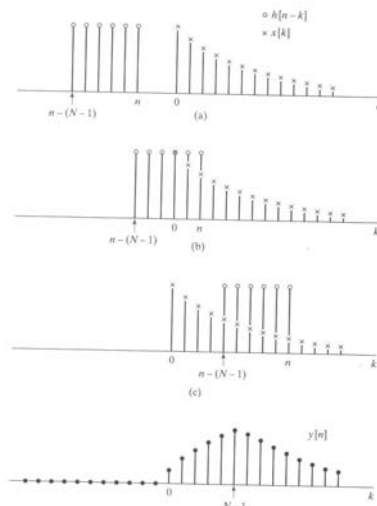 h[n−k]
x[k]
n−(N−1) n 0
(a)
0 n
n−(N−1)
(b)
0 n k
n−(N−1)
(c)
y[n]
0 k